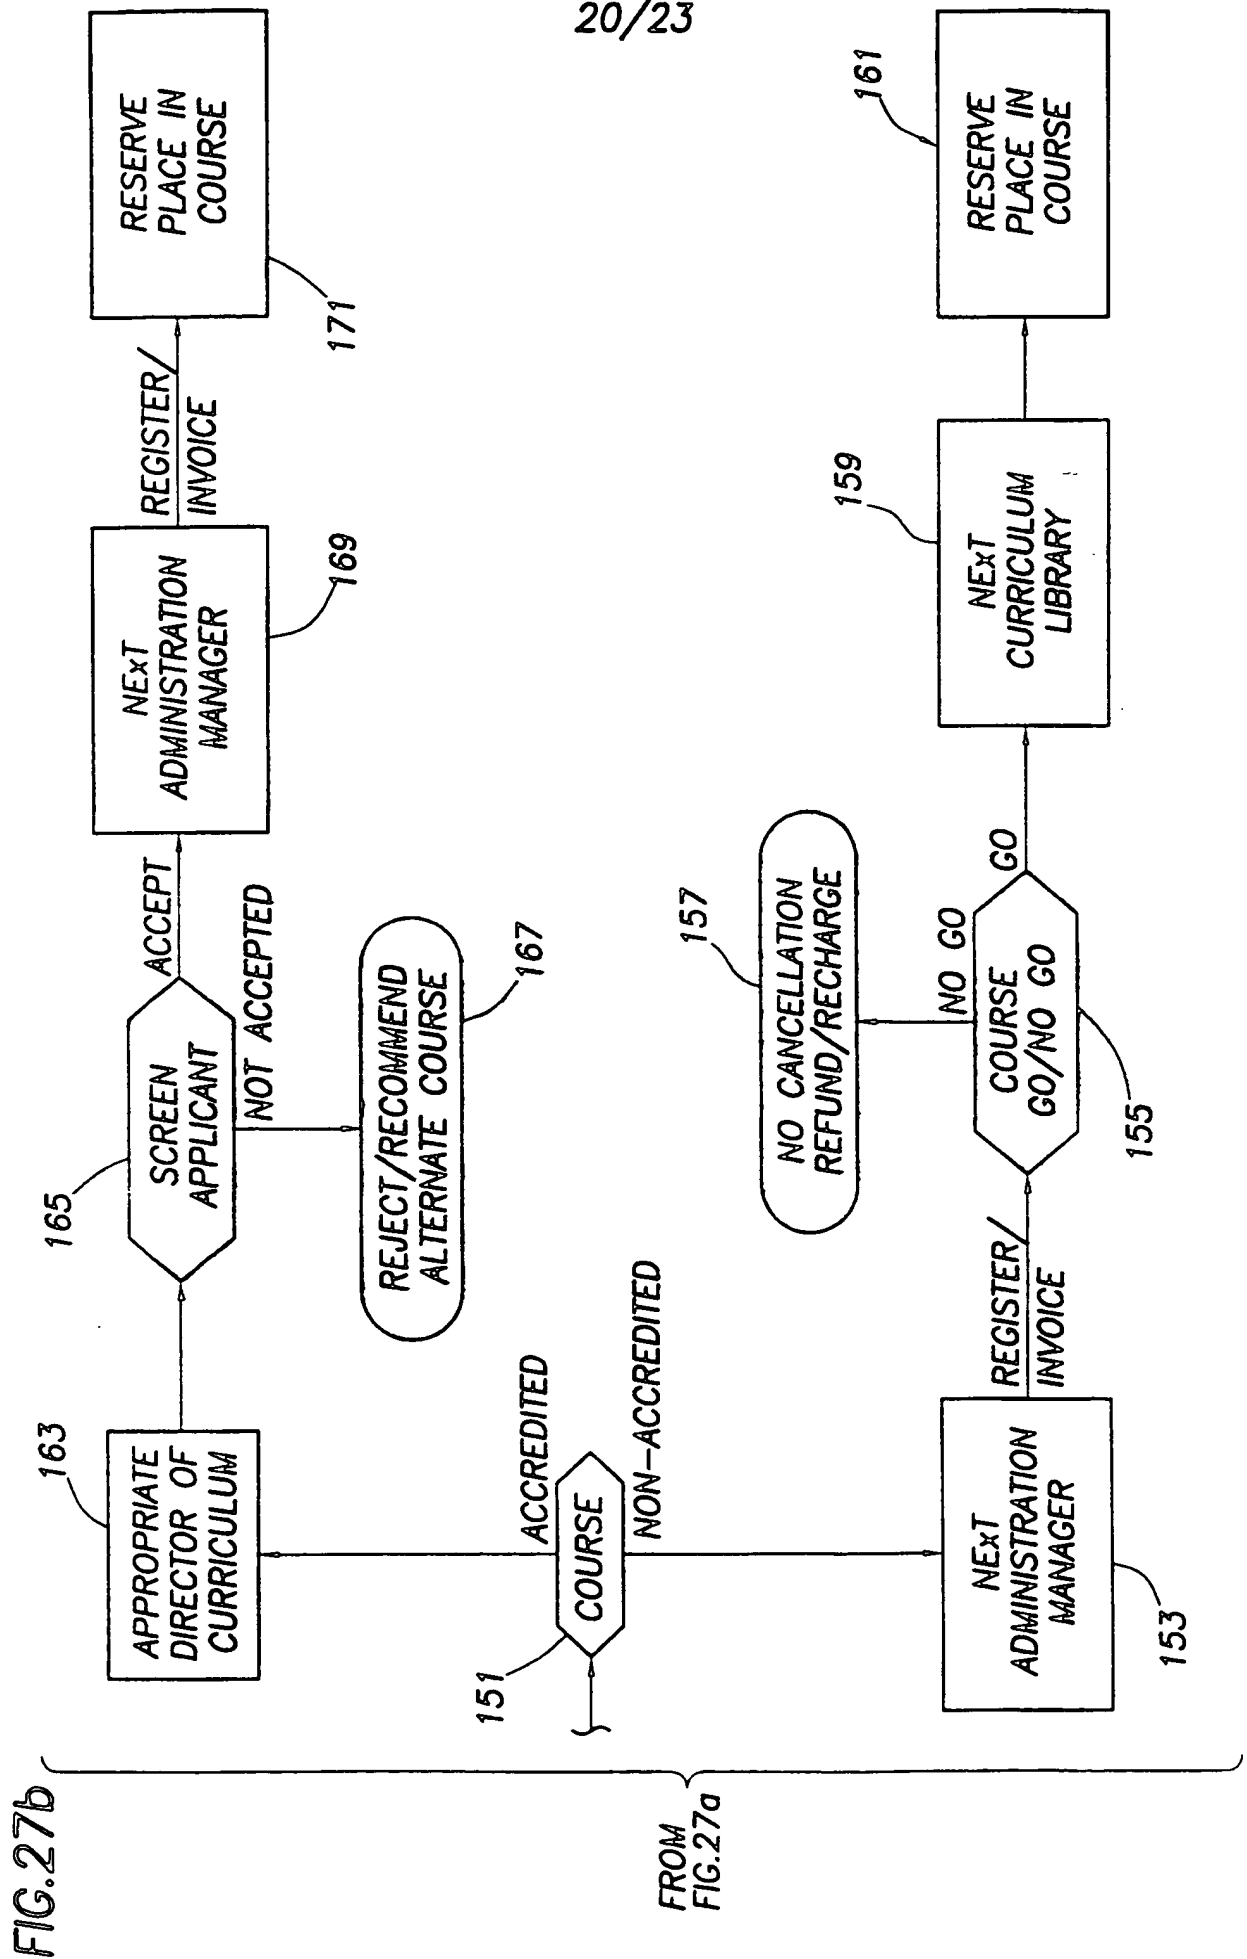 20/23
FIG.27b
FROM
FIG.27a
163
APPROPRIATE
DIRECTOR OF
CURRICULUM
165
SCREEN
APPLICANT
ACCEPT
NOT ACCEPTED
REJECT/RECOMMEND
ALTERNATE COURSE
167
NExT
ADMINISTRATION
MANAGER
169
REGISTER/
INVOICE
RESERVE
PLACE IN
COURSE
171
151
COURSE
ACCREDITED
NON-ACCREDITED
NExT
ADMINISTRATION
MANAGER
153
REGISTER/
INVOICE
COURSE
GO/NO GO
155
NO GO
GO
157
NO CANCELLATION
REFUND/RECHARGE
159
NExT
CURRICULUM
LIBRARY
161
RESERVE
PLACE IN
COURSE